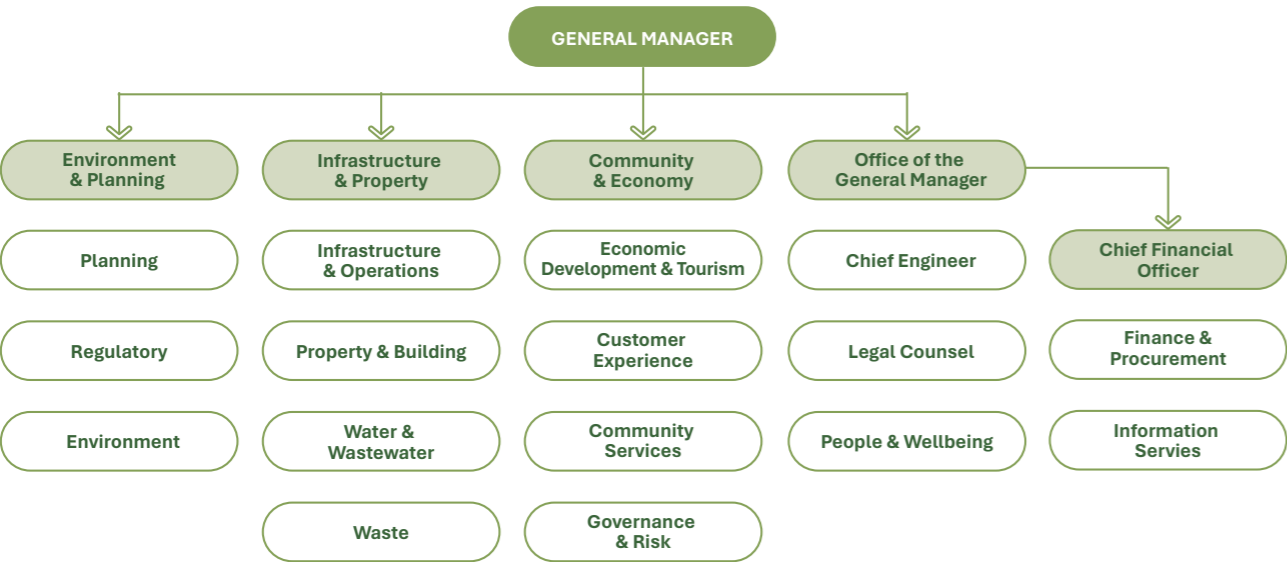 GENERAL MANAGER
Environment
& Planning
Infrastructure
& Property
Community
& Economy
Office of the
General Manager
Planning
Infrastructure
& Operations
Economic
Development & Tourism
Chief Engineer
Chief Financial
Officer
Regulatory
Property & Building
Customer
Experience
Legal Counsel
Finance &
Procurement
Environment
Water &
Wastewater
Community
Services
People & Wellbeing
Information
Servies
Waste
Governance
& Risk